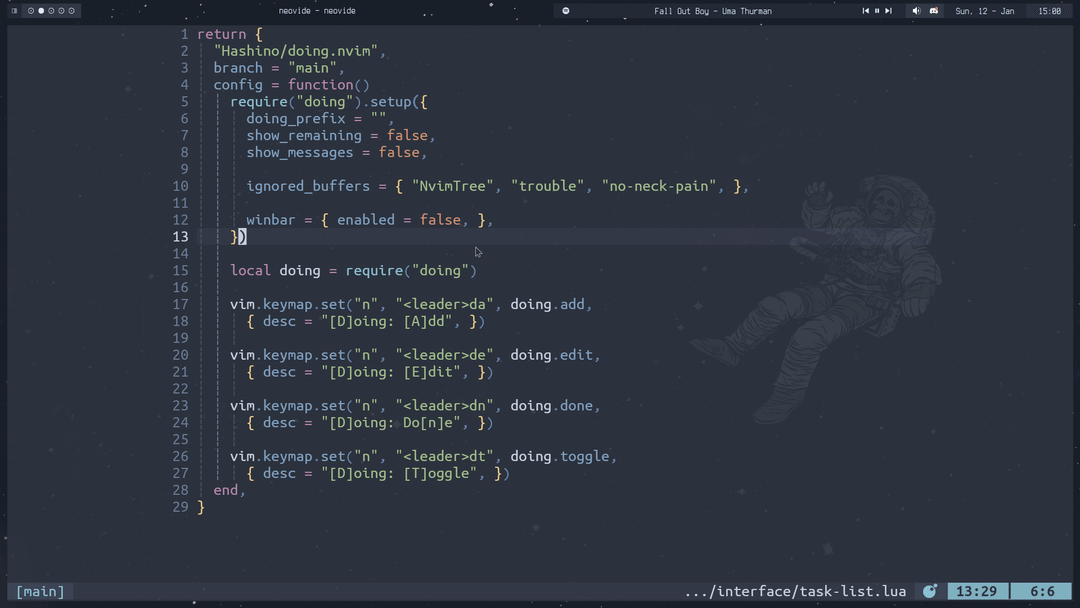 neovide - neovide
Fall Out Boy - Uma Thurman
Sun, 12 - Jan
15:00
1 return {
2 "Hashino/doing.nvim",
3 branch = "main",
4 config = function()
5 require("doing").setup({
6 doing_prefix = "",
7 show_remaining = false,
8 show_messages = false,
9
10 ignored_buffers = { "NvimTree", "trouble", "no-neck-pain", },
11
12 winbar = { enabled = false, },
13 })
14
15 local doing = require("doing")
16
17 vim.keymap.set("n", "<leader>da", doing.add,
18 { desc = "[D]oing: [A]dd", })
19
20 vim.keymap.set("n", "<leader>de", doing.edit,
21 { desc = "[D]oing: [E]dit", })
22
23 vim.keymap.set("n", "<leader>dn", doing.done,
24 { desc = "[D]oing: Do[n]e", })
25
26 vim.keymap.set("n", "<leader>dt", doing.toggle,
27 { desc = "[D]oing: [T]oggle", })
28 end,
29 }
[main]
.../interface/task-list.lua
13:29
6:6